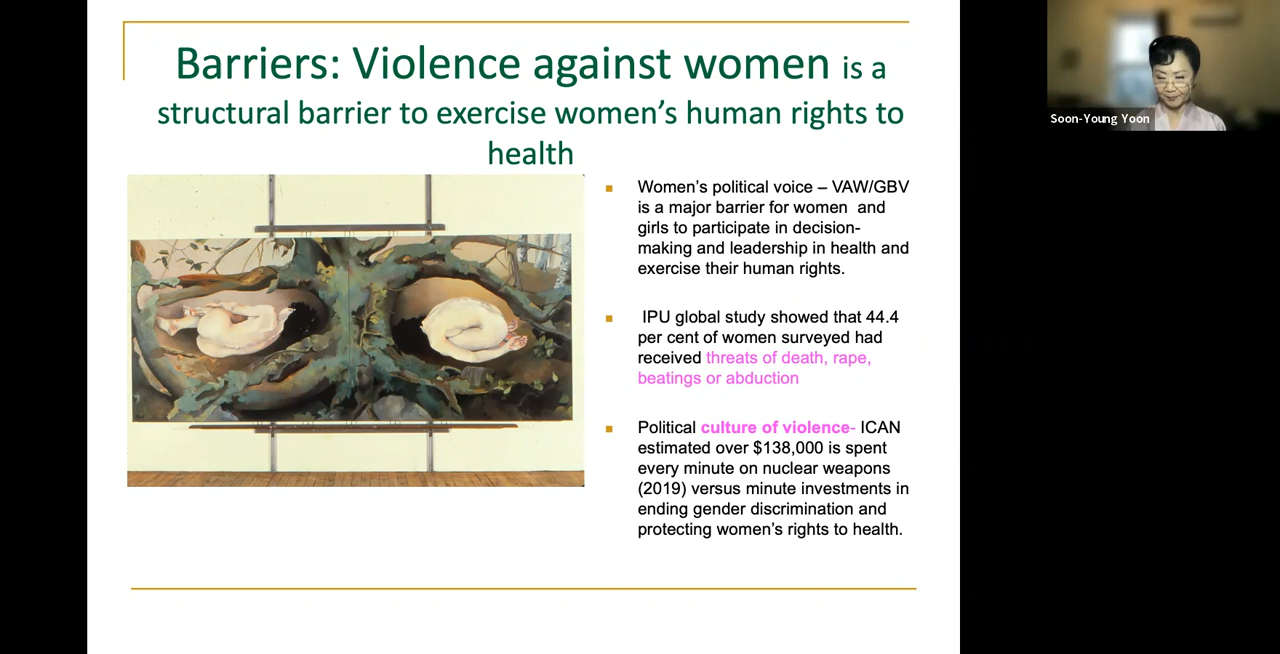 Barriers: Violence against women is a
structural barrier to exercise women’s human rights to
health
Women’s political voice – VAW/GBV
is a major barrier for women and
girls to participate in decision-
making and leadership in health and
exercise their human rights.
IPU global study showed that 44.4
per cent of women surveyed had
received threats of death, rape,
beatings or abduction
Political culture of violence- ICAN
estimated over $138,000 is spent
every minute on nuclear weapons
(2019) versus minute investments in
ending gender discrimination and
protecting women’s rights to health.
Soon-Young Yoon